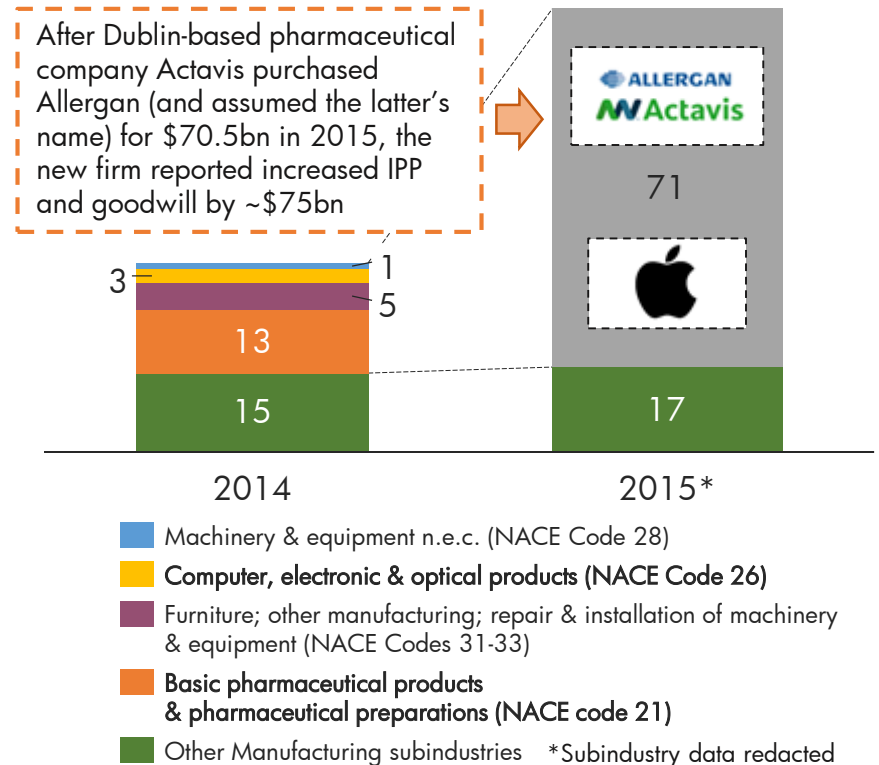 After Dublin-based pharmaceutical
company Actavis purchased
Allergan (and assumed the latter's
name) for $70.5bn in 2015, the
new firm reported increased IPP
and goodwill by ~$75bn
ALLERGAN
Actavis
71
1
3
5
13
15
17
2014
2015*
Machinery & equipment n.e.c. (NACE Code 28)
Computer, electronic & optical products (NACE Code 26)
Furniture; other manufacturing; repair & installation of machinery
& equipment (NACE Codes 31-33)
Basic pharmaceutical products
& pharmaceutical preparations (NACE code 21)
Other Manufacturing subindustries
*Subindustry data redacted